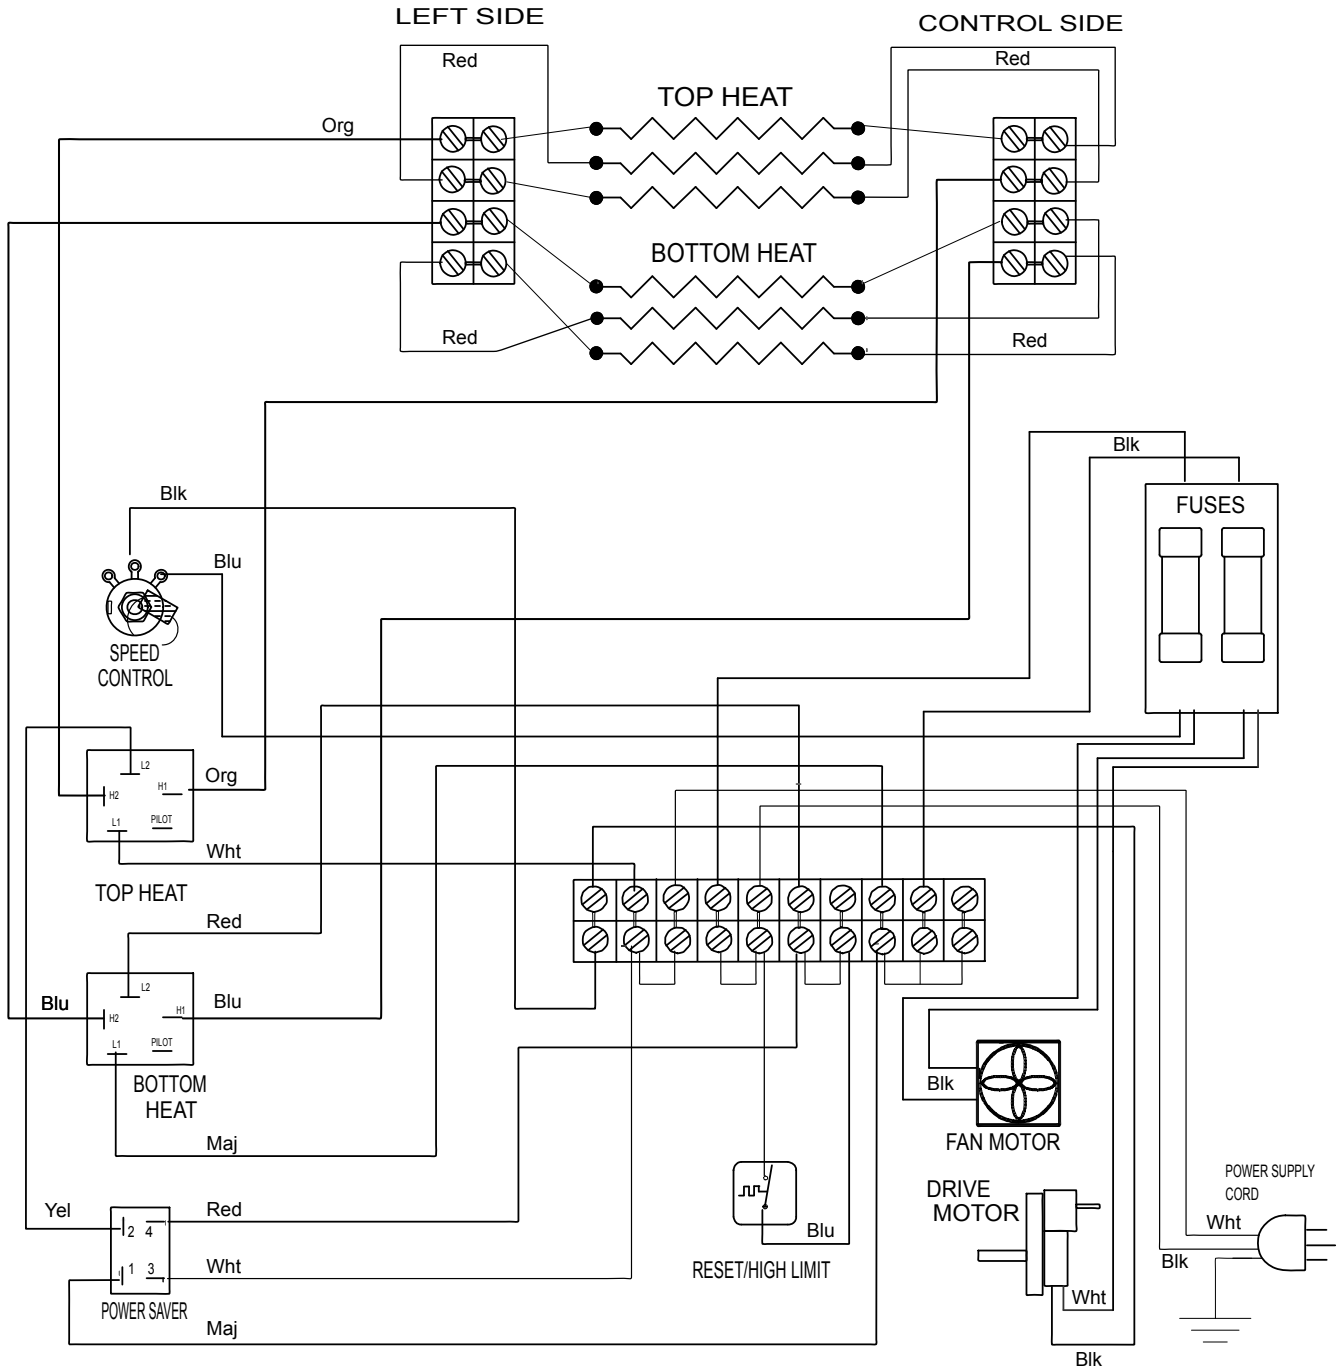 LEFT SIDE
CONTROL SIDE
Red
Red
TOP HEAT
Org
BOTTOM HEAT
Red
Red
Blk
Blk
FUSES
Blu
SPEED
CONTROL
L2
Org
H1
H2
L1
PILOT
Wht
TOP HEAT
Red
L2
Blu
Blu
H1
H2
L1
PILOT
BOTTOM
HEAT
Blk
FAN MOTOR
Maj
POWER SUPPLY
CORD
DRIVE
MOTOR
Yel
Red
Wht
2 4
Blu
Blk
1 3
Wht
RESET/HIGH LIMIT
Wht
POWER SAVER
Maj
Blk